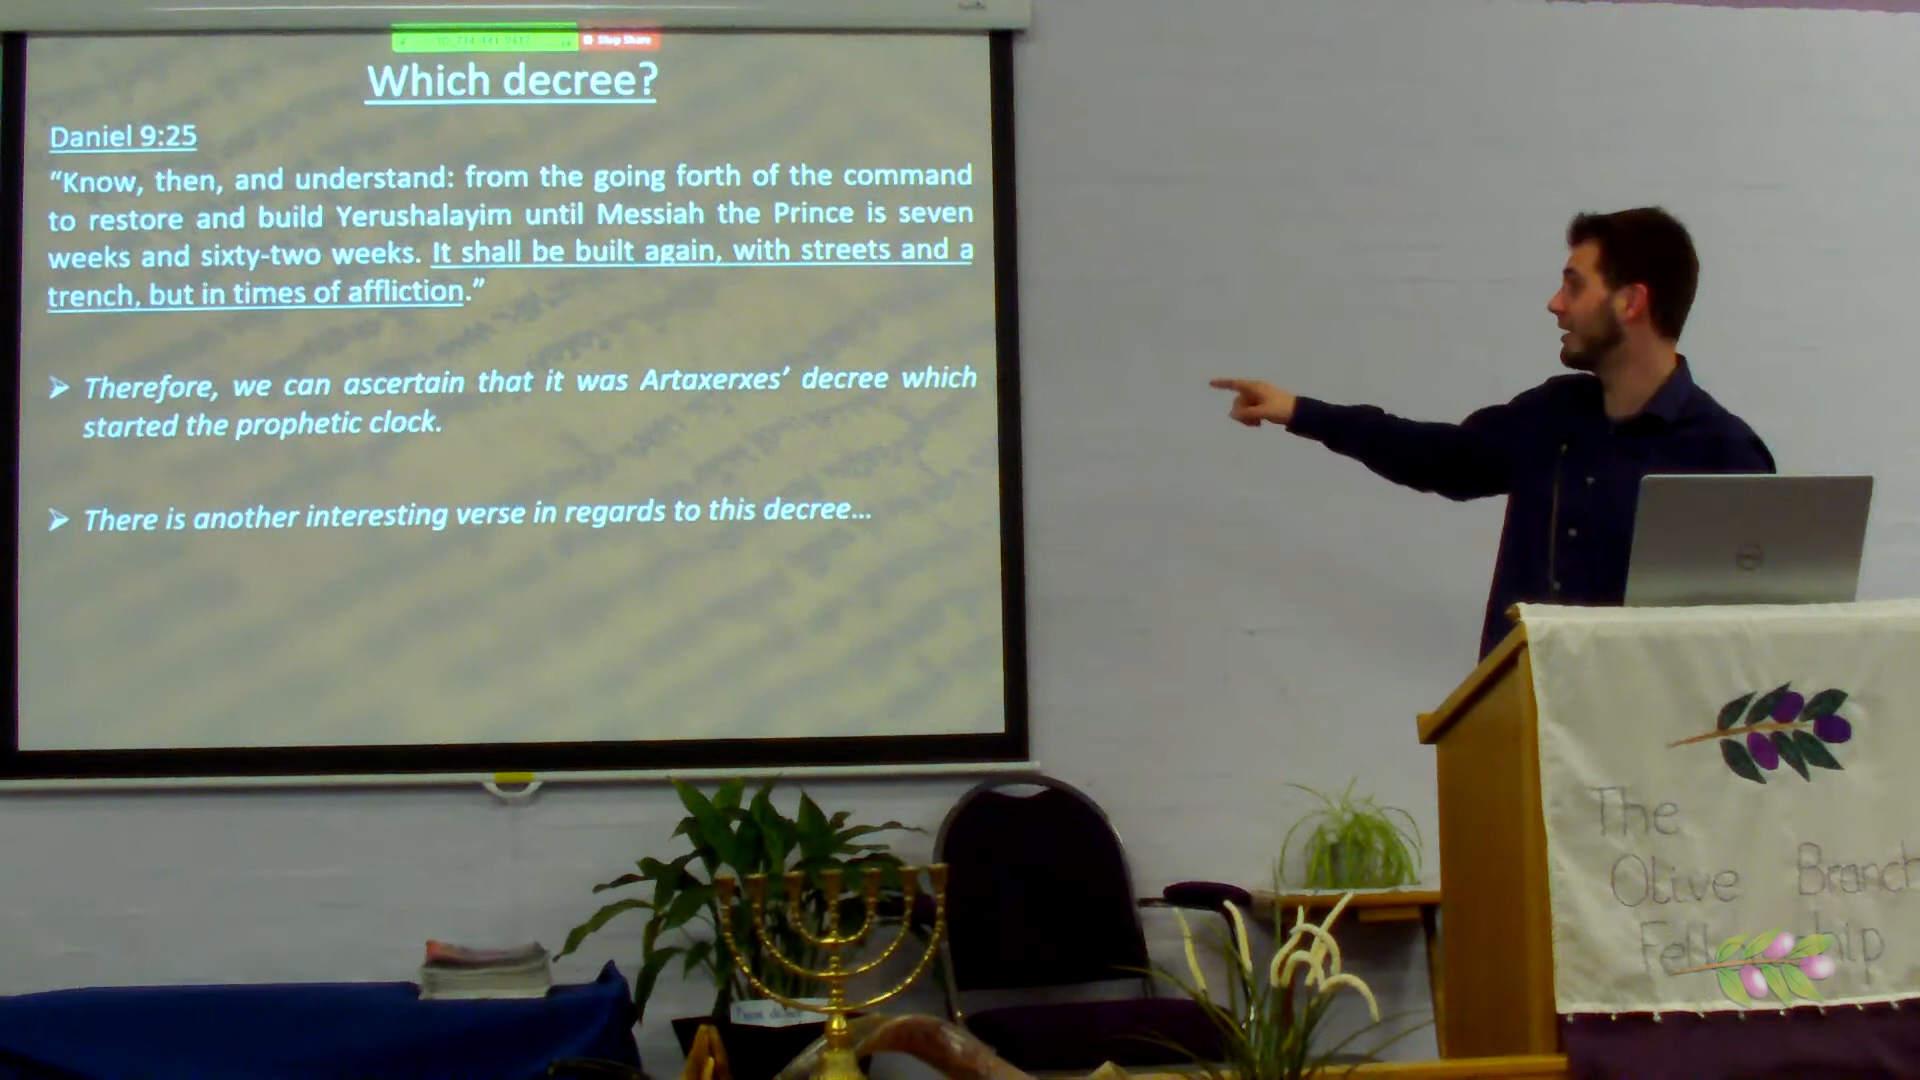 Stop Share
Which decree?
Daniel 9:25
“Know, then, and understand: from the going forth of the command
to restore and build Yerushalayim until Messiah the Prince is seven
weeks and sixty-two weeks. It shall be built again, with streets and a
trench, but in times of affliction.”
➢ Therefore, we can ascertain that it was Artaxerxes’ decree which
started the prophetic clock.
➢ There is another interesting verse in regards to this decree...
DELL
The
Olive Branch
Fellowship